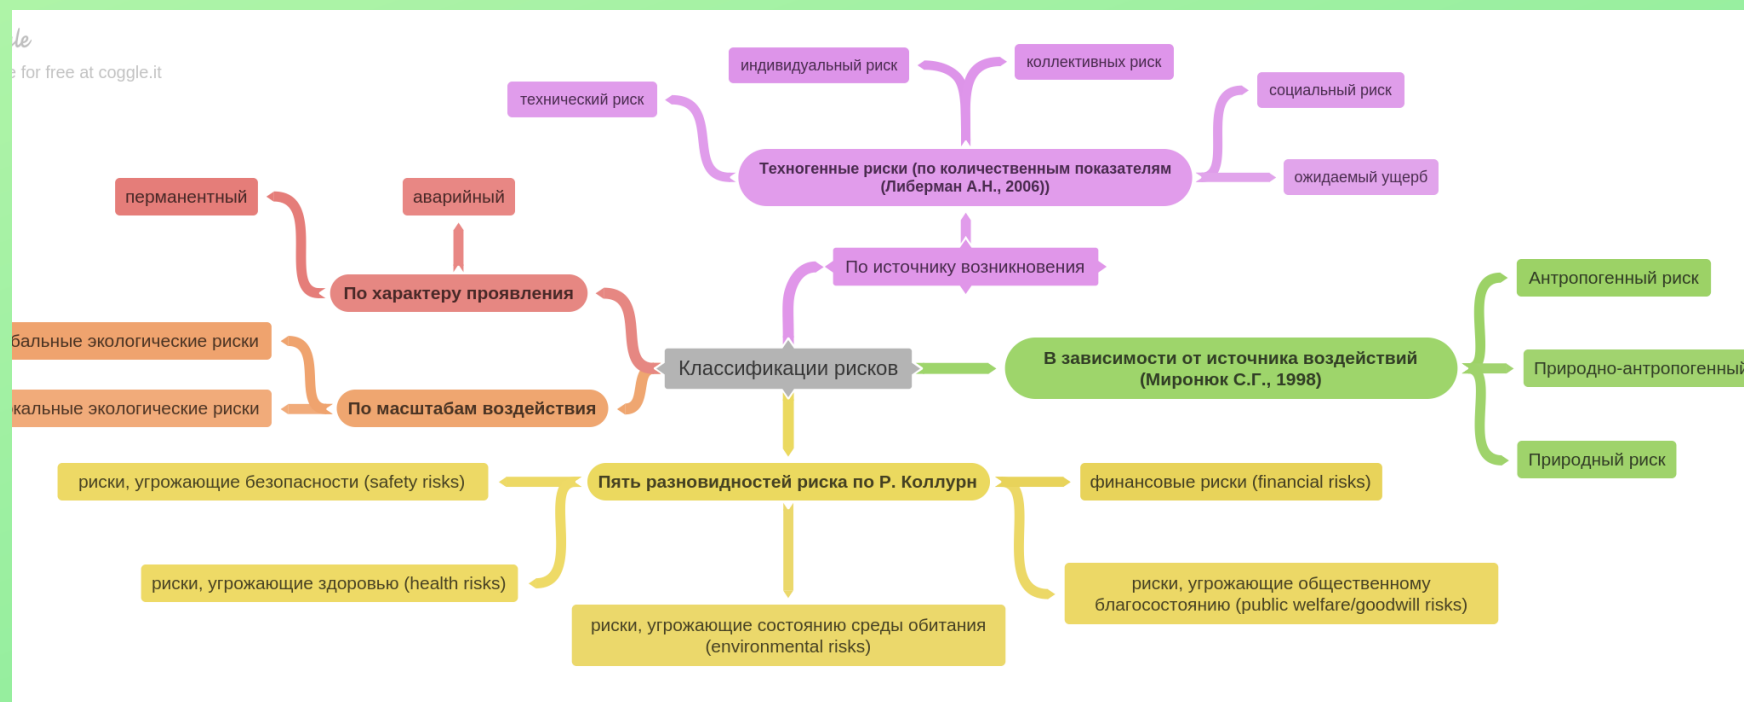 for free at coggle.it
индивидуальный риск
коллективных риск
технический риск
социальный риск
Техногенные риски (по количественным показателям
(Либерман А.Н., 2006))
ожидаемый ущерб
перманентный
аварийный
По источнику возникновения
По характеру проявления
Антропогенный риск
экологические риски
Классификации рисков
В зависимости от источника воздействий
(Миронюк С.Г., 1998)
Природно-антропогенный
экологические риски
По масштабам воздействия
Природный риск
риски, угрожающие безопасности (safety risks)
Пять разновидностей риска по Р. Коллурн
финансовые риски (financial risks)
риски, угрожающие здоровью (health risks)
риски, угрожающие общественному
благосостоянию (public welfare/goodwill risks)
риски, угрожающие состоянию среды обитания
(environmental risks)